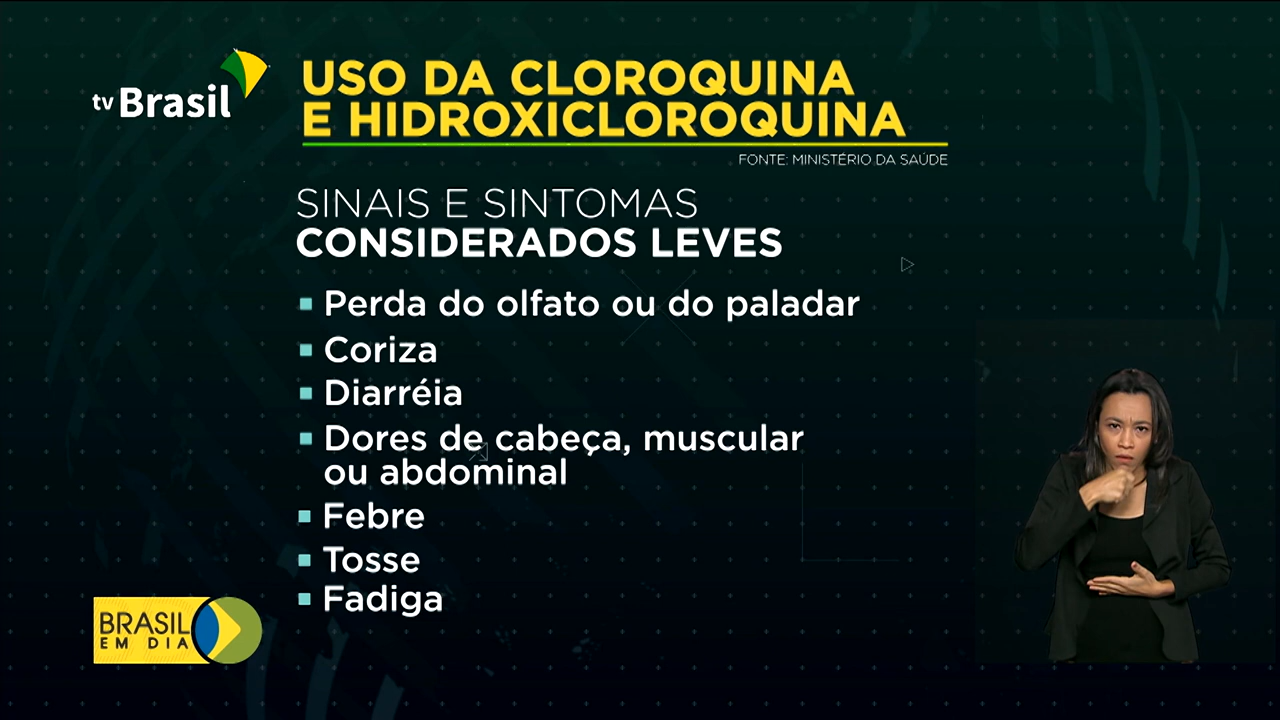 tv Brasil
USO DA CLOROQUINA
E HIDROXICLOROQUINA
FONTE: MINISTÉRIO DA SAÚDE
SINAIS E SINTOMAS
CONSIDERADOS LEVES
Perda do olfato ou do paladar
Coriza
Diarréia
Dores de cabeça, muscular
ou abdominal
Febre
Tosse
Fadiga
BRASIL
EM DIA